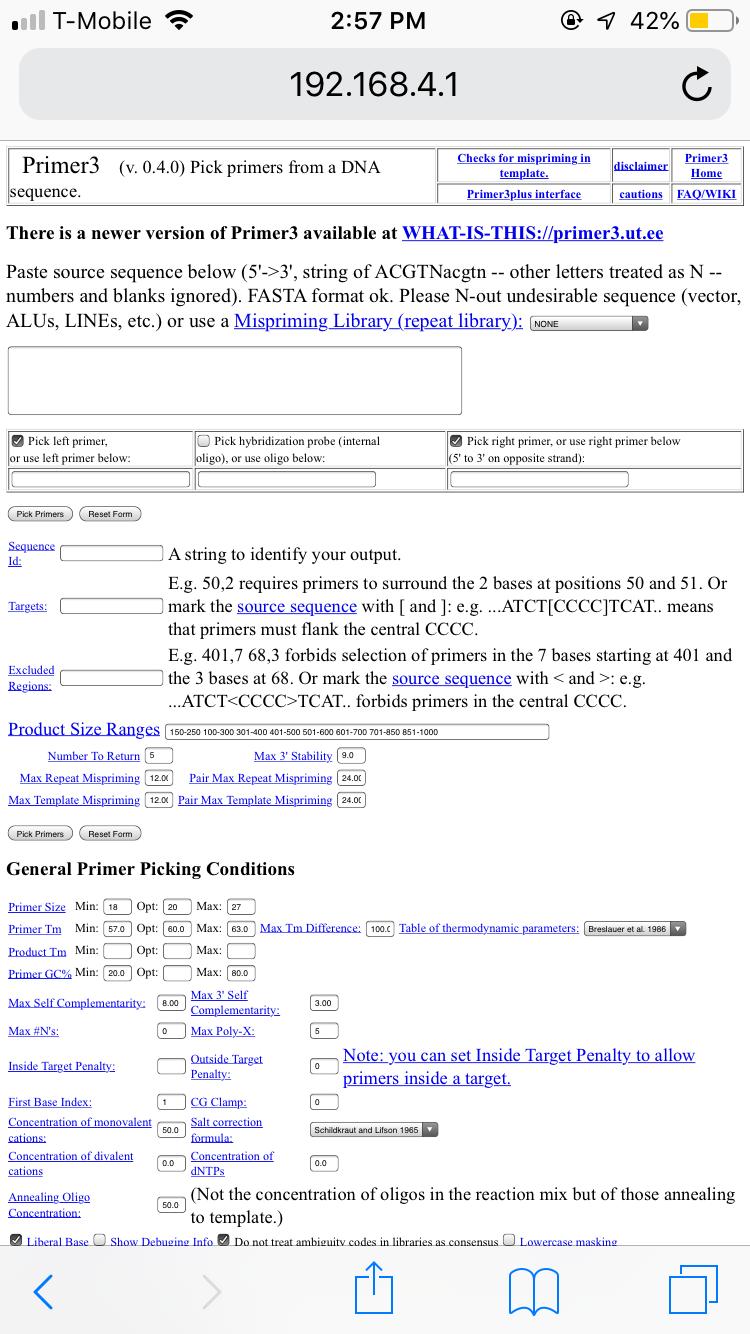 T-Mobile 2:57 PM 42%
192.168.4.1
Primer3 (v. 0.4.0) Pick primers from a DNA
sequence.
Checks for mispriming in
template.
disclaimer
Primer3
Home
Primer3plus interface
cautions
FAQ/WIKI
There is a newer version of Primer3 available at WHAT-IS-THIS://primer3.ut.ee
Paste source sequence below (5'->3', string of ACGTNacgtn -- other letters treated as N --
numbers and blanks ignored). FASTA format ok. Please N-out undesirable sequence (vector,
ALUs, LINEs, etc.) or use a Mispriming Library (repeat library): NONE
Pick left primer,
or use left primer below:
Pick hybridization probe (internal
oligo), or use oligo below:
Pick right primer, or use right primer below
(5' to 3' on opposite strand):
Pick Primers Reset Form
Sequence
Id:
A string to identify your output.
Targets:
E.g. 50,2 requires primers to surround the 2 bases at positions 50 and 51. Or
mark the source sequence with [ and ]: e.g. ...ATCT[CCCC]TCAT.. means
that primers must flank the central CCCC.
Excluded
Regions:
E.g. 401,7 68,3 forbids selection of primers in the 7 bases starting at 401 and
the 3 bases at 68. Or mark the source sequence with < and >: e.g.
...ATCT<CCCC>TCAT.. forbids primers in the central CCCC.
Product Size Ranges 150-250 100-300 301-400 401-500 501-600 601-700 701-850 851-1000
Number To Return 5 Max 3' Stability 9.0
Max Repeat Mispriming 12.00 Pair Max Repeat Mispriming 24.00
Max Template Mispriming 12.00 Pair Max Template Mispriming 24.00
Pick Primers Reset Form
General Primer Picking Conditions
Primer Size Min: 18 Opt: 20 Max: 27
Primer Tm Min: 57.0 Opt: 60.0 Max: 63.0 Max Tm Difference: 100.0 Table of thermodynamic parameters: Breslauer et al. 1986
Product Tm Min: Opt: Max:
Primer GC% Min: 20.0 Opt: Max: 80.0
Max Self Complementarity: 8.00
Max 3' Self
Complementarity:
3.00
Max #N's: 0 Max Poly-X: 5
Inside Target Penalty:
Outside Target
Penalty:
0
Note: you can set Inside Target Penalty to allow
primers inside a target.
First Base Index: 1 CG Clamp: 0
Concentration of monovalent
cations:
50.0
Salt correction
formula:
Schildkraut and Lifson 1965
Concentration of divalent
cations
0.0
Concentration of
dNTPs
0.0
Annealing Oligo
Concentration:
50.0
(Not the concentration of oligos in the reaction mix but of those annealing
to template.)
Liberal Base Show Debuging Info Do not treat ambiguity codes in libraries as consensus Lowercase masking